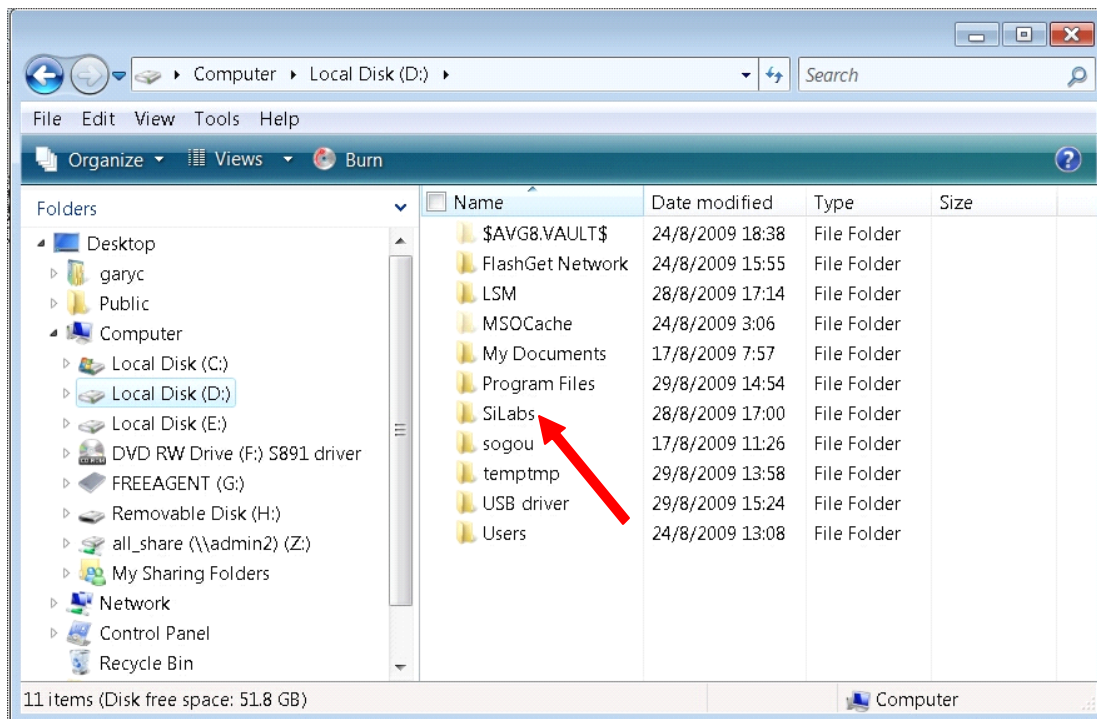 Computer Local Disk (D:) Search
File Edit View Tools Help
Organize Views Burn
Folders
Desktop
garyc
Public
Computer
Local Disk (C:)
Local Disk (D:)
Local Disk (E:)
DVD RW Drive (F:) S891 driver
FREEAGENT (G:)
Removable Disk (H:)
all_share (\\admin2) (Z:)
My Sharing Folders
Network
Control Panel
Recycle Bin
Name Date modified Type Size
$AVG8.VAULT$ 24/8/2009 18:38 File Folder
FlashGet Network 24/8/2009 15:55 File Folder
LSM 28/8/2009 17:14 File Folder
MSOCache 24/8/2009 3:06 File Folder
My Documents 17/8/2009 7:57 File Folder
Program Files 29/8/2009 14:54 File Folder
SiLabs 28/8/2009 17:00 File Folder
sogou 17/8/2009 11:26 File Folder
temptmp 29/8/2009 13:58 File Folder
USB driver 29/8/2009 15:24 File Folder
Users 24/8/2009 13:08 File Folder
11 items (Disk free space: 51.8 GB) Computer